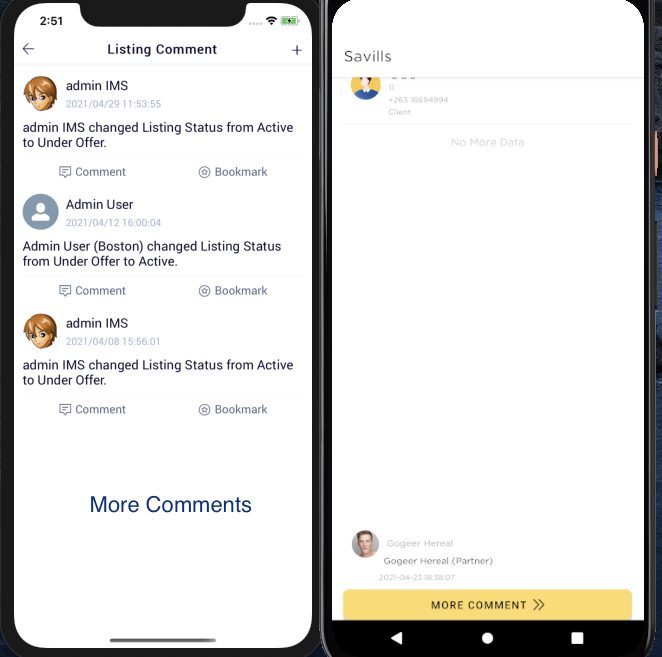 2:51
Listing Comment
admin IMS
2021/04/29 11:53:55
admin IMS changed Listing Status from Active
to Under Offer.
Comment
Bookmark
Admin User
2021/04/12 16:00:04
Admin User (Boston) changed Listing Status
from Under Offer to Active.
Comment
Bookmark
admin IMS
2021/04/08 15:56:01
admin IMS changed Listing Status from Active
to Under Offer.
Comment
Bookmark
More Comments
Savills
11
+263 16694994
Client
No More Data
Gogeer Hereal
Gogeer Hereal (Partner)
2021-04-23 18:38:07
MORE COMMENT